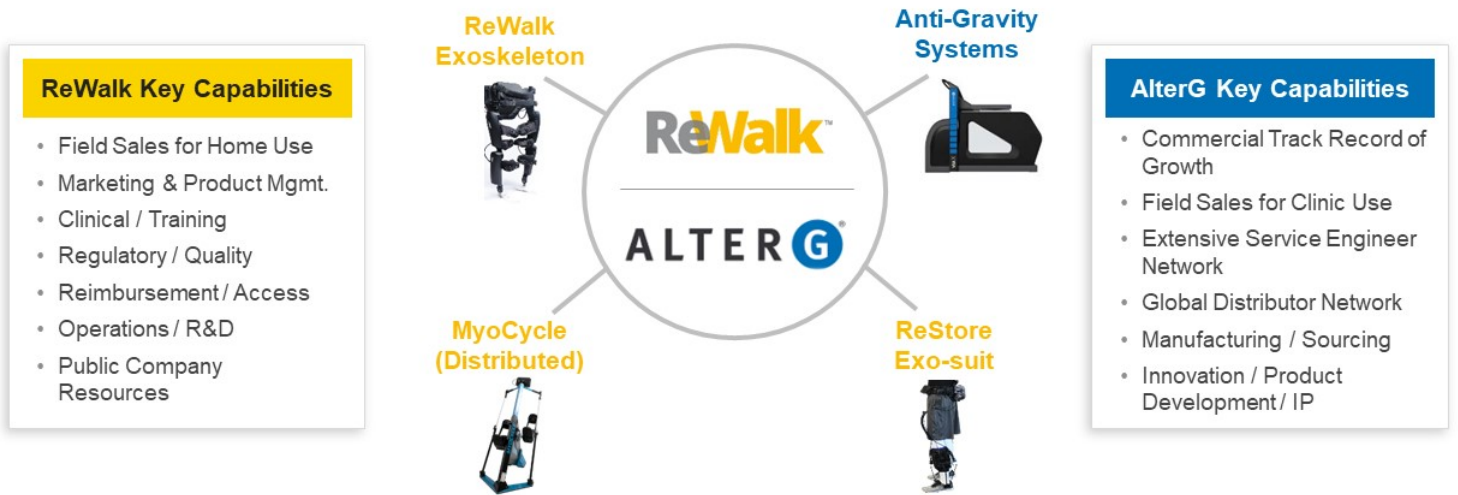 ReWalk Key Capabilities
• Field Sales for Home Use
• Marketing & Product Mgmt.
• Clinical / Training
• Regulatory / Quality
• Reimbursement / Access
• Operations / R&D
• Public Company
Resources
ReWalk
Exoskeleton
Anti-Gravity
Systems
ReWalk™
ALTERG®
MyoCycle
(Distributed)
ReStore
Exo-suit
AlterG Key Capabilities
• Commercial Track Record of
Growth
• Field Sales for Clinic Use
• Extensive Service Engineer
Network
• Global Distributor Network
• Manufacturing / Sourcing
• Innovation / Product
Development / IP